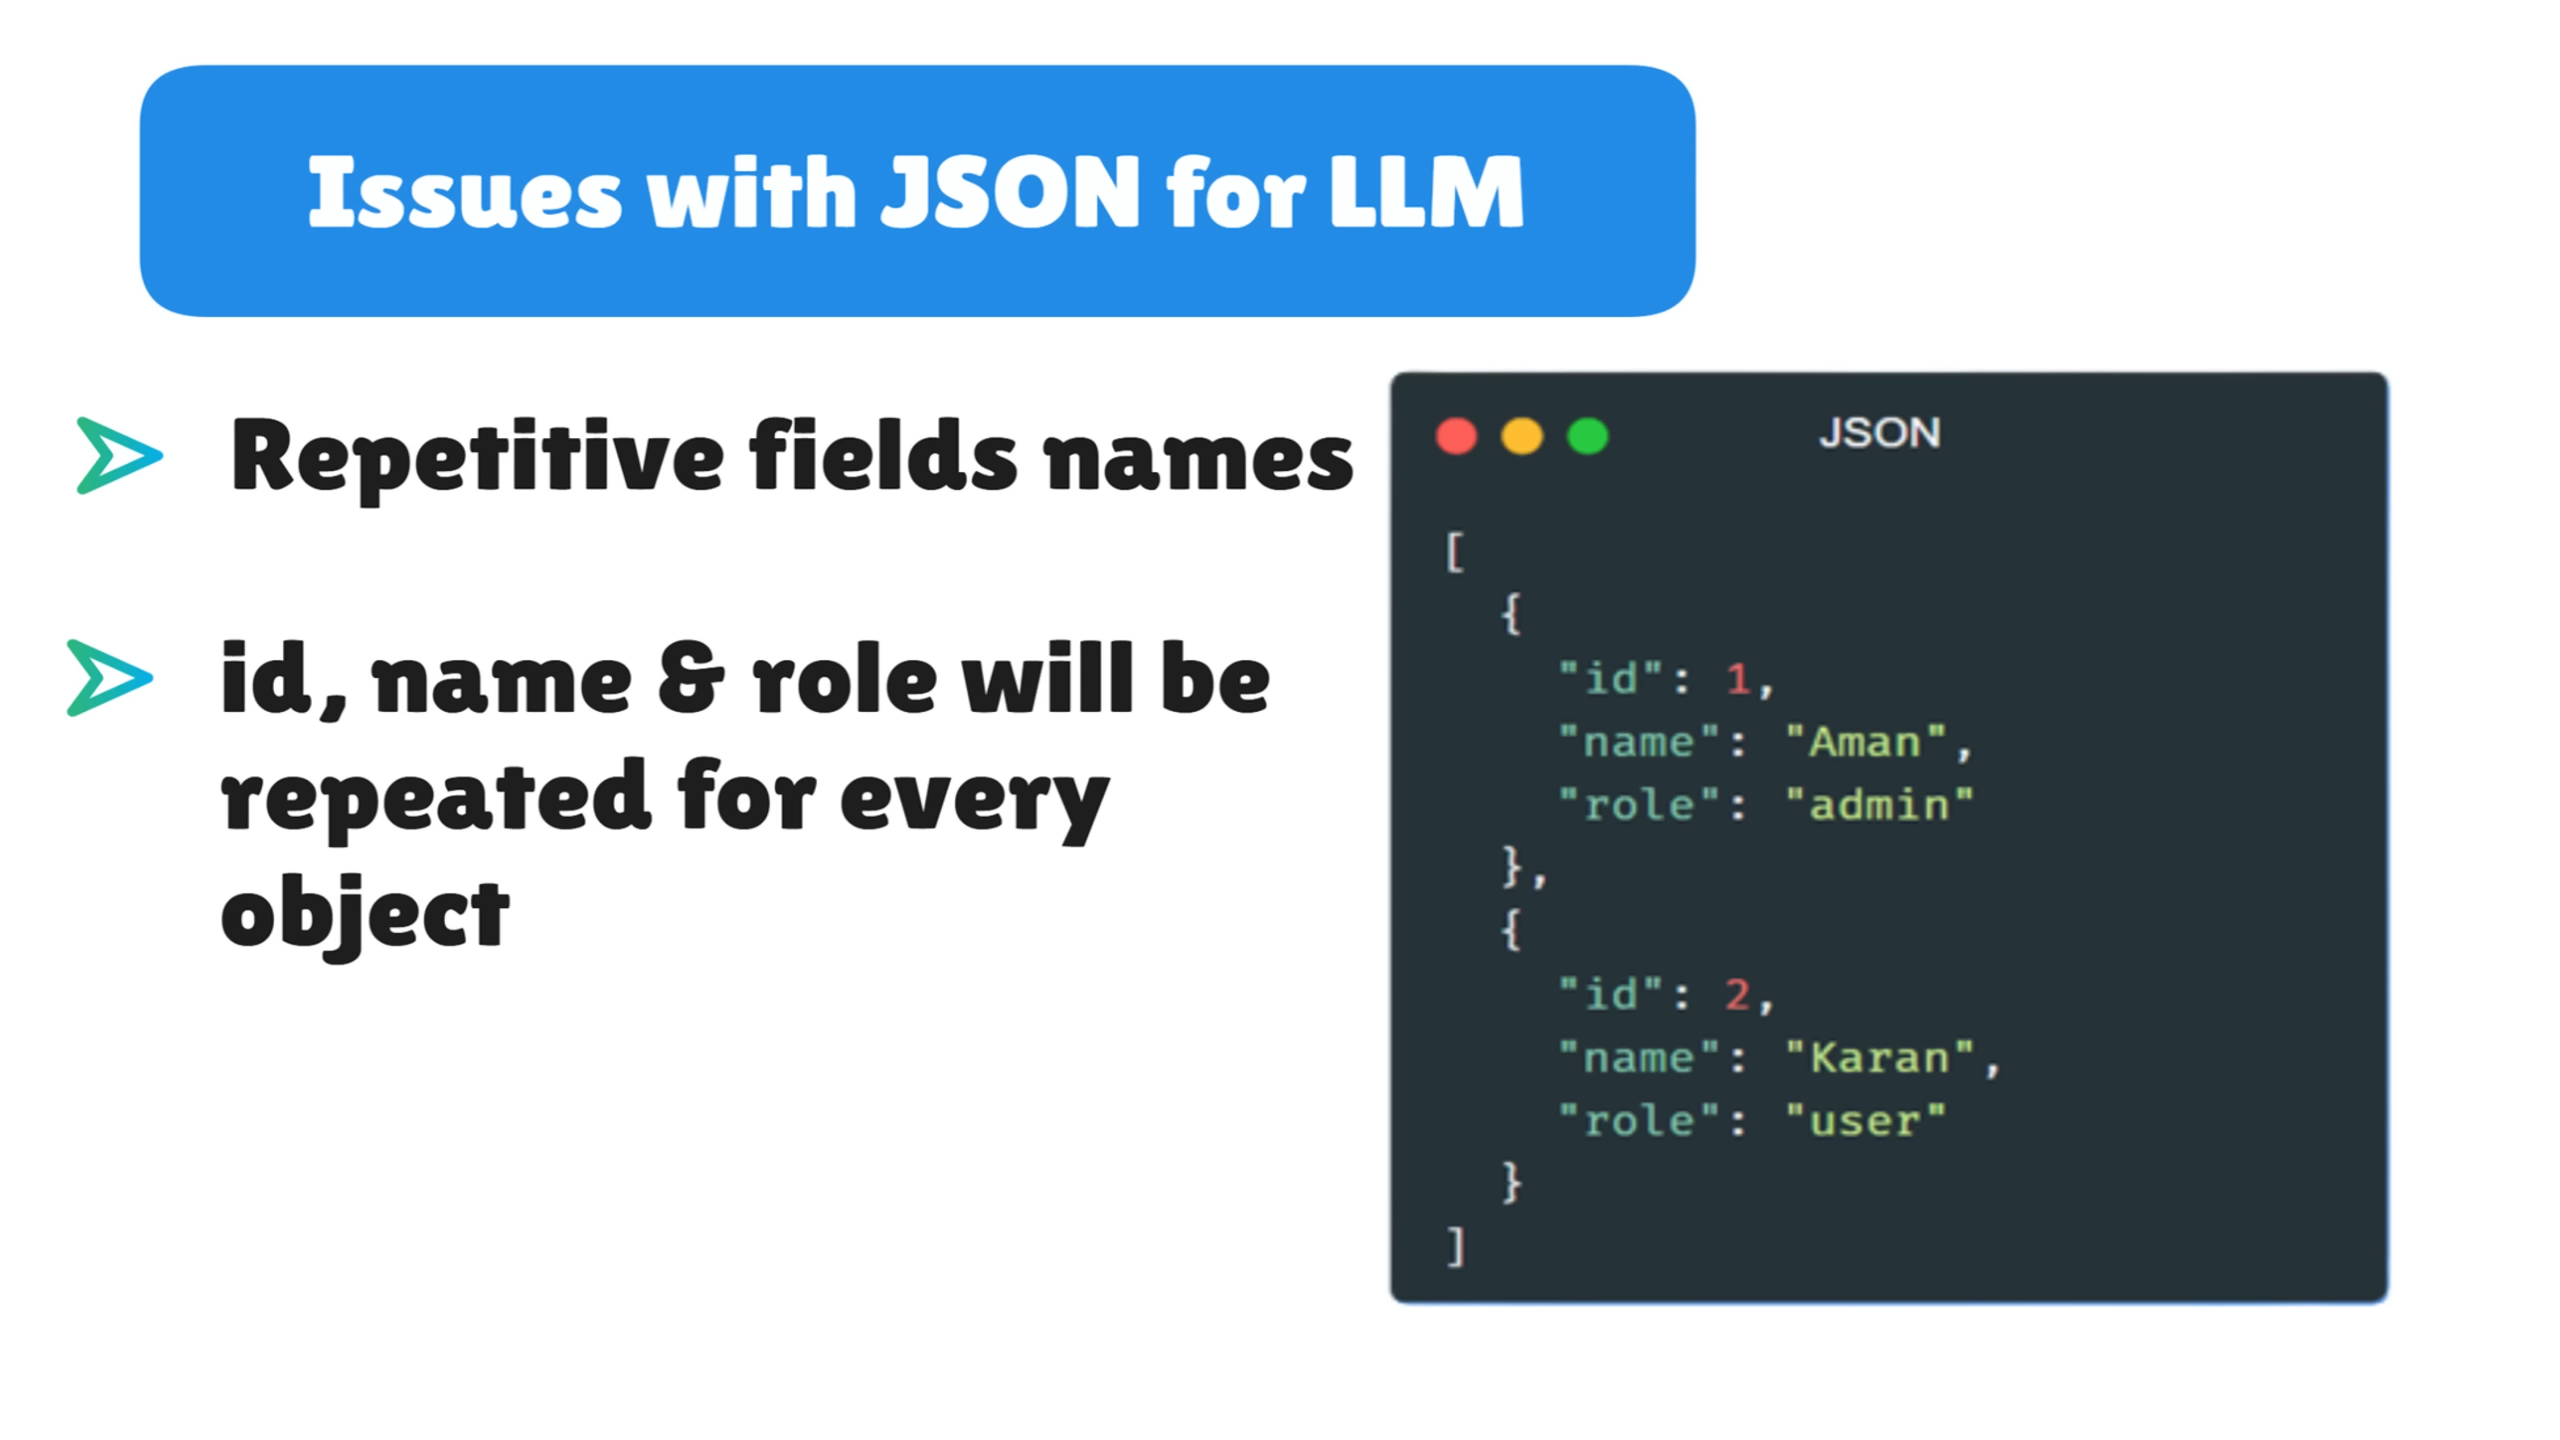 Issues with JSON for LLM
Repetitive fields names
id, name & role will be
repeated for every
object
JSON
[
  {
    "id": 1,
    "name": "Aman",
    "role": "admin"
  },
  {
    "id": 2,
    "name": "Karan",
    "role": "user"
  }
]